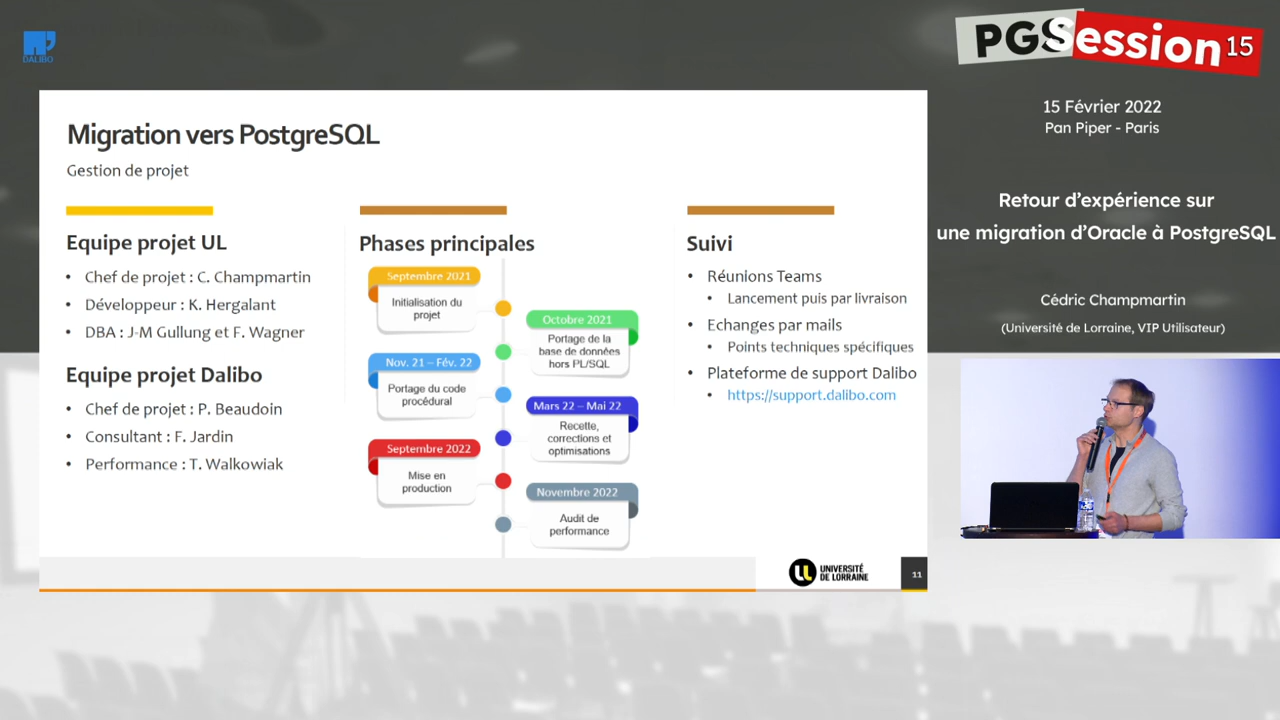 DALIBO
PGSession 15
15 Février 2022
Pan Piper - Paris
Retour d'expérience sur
une migration d'Oracle à PostgreSQL
Cédric Champmartin
(Université de Lorraine, VIP Utilisateur)
Migration vers PostgreSQL
Gestion de projet
Equipe projet UL
• Chef de projet : C. Champmartin
• Développeur : K. Hergalant
• DBA : J-M Gullung et F. Wagner
Equipe projet Dalibo
• Chef de projet : P. Beaudoin
• Consultant : F. Jardin
• Performance : T. Walkowiak
Phases principales
Septembre 2021
Initialisation du
projet
Octobre 2021
Portage de la
base de données
hors PL/SQL
Nov. 21 – Fév. 22
Portage du code
procédural
Mars 22 – Mai 22
Recette,
corrections et
optimisations
Septembre 2022
Mise en
production
Novembre 2022
Audit de
performance
Suivi
• Réunions Teams
• Lancement puis par livraison
• Echanges par mails
• Points techniques spécifiques
• Plateforme de support Dalibo
• https://support.dalibo.com
UNIVERSITÉ
DE LORRAINE
11